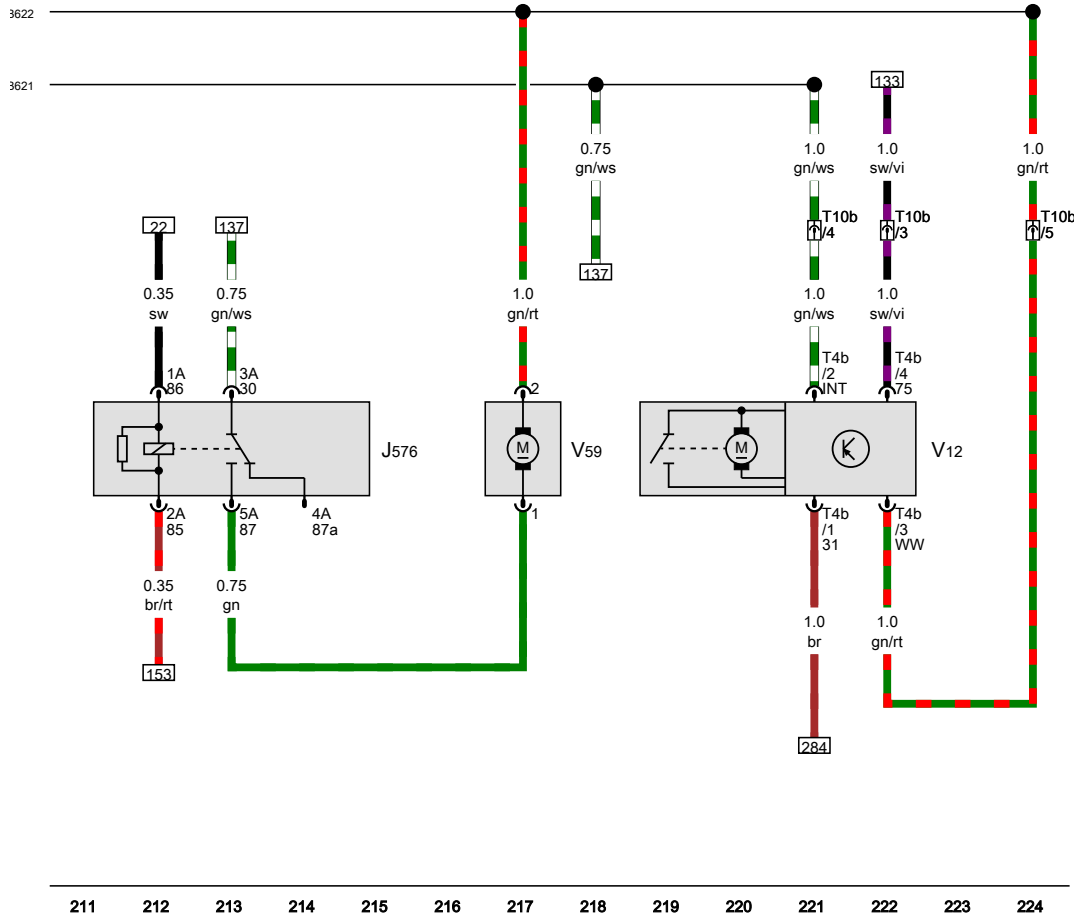 3622
3621
133
0.75
gn/ws
1.0
gn/ws
1.0
sw/vi
1.0
gn/rt
22
137
T10b
/4
T10b
/3
T10b
/5
137
0.35
sw
0.75
gn/ws
1.0
gn/rt
1.0
gn/ws
1.0
sw/vi
1A
86
3A
30
2
T4b
/2
INT
T4b
/4
75
J576
M
V59
M
V12
2A
85
5A
87
4A
87a
1
T4b
/1
31
T4b
/3
WW
0.35
br/rt
0.75
gn
1.0
br
1.0
gn/rt
153
284
211 212 213 214 215 216 217 218 219 220 221 222 223 224